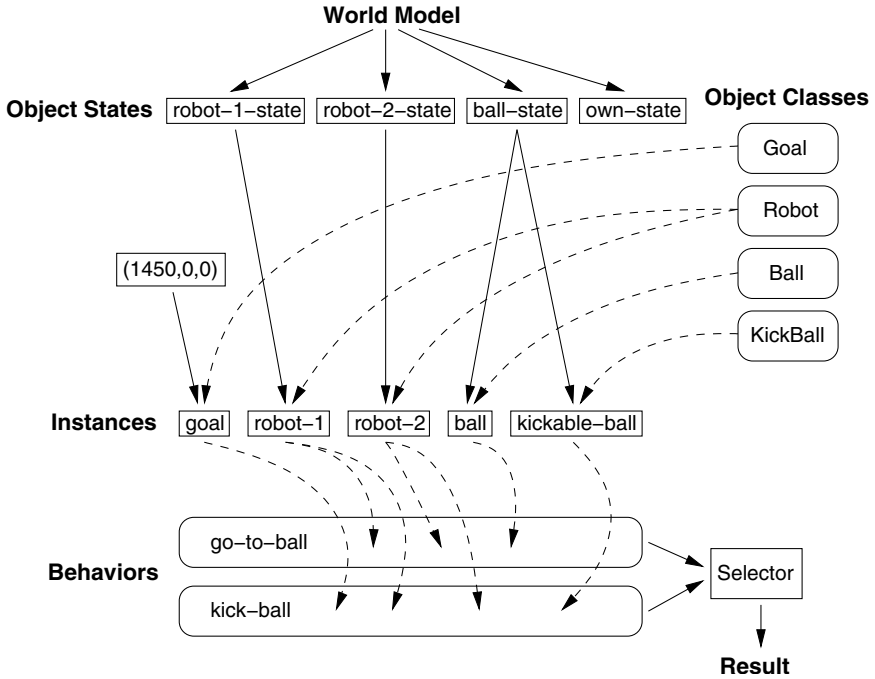 World Model
Object States
robot-1-state
robot-2-state
ball-state
own-state
Object Classes
Goal
Robot
(1450,0,0)
Ball
KickBall
Instances
goal
robot-1
robot-2
ball
kickable-ball
go-to-ball
Behaviors
Selector
kick-ball
Result